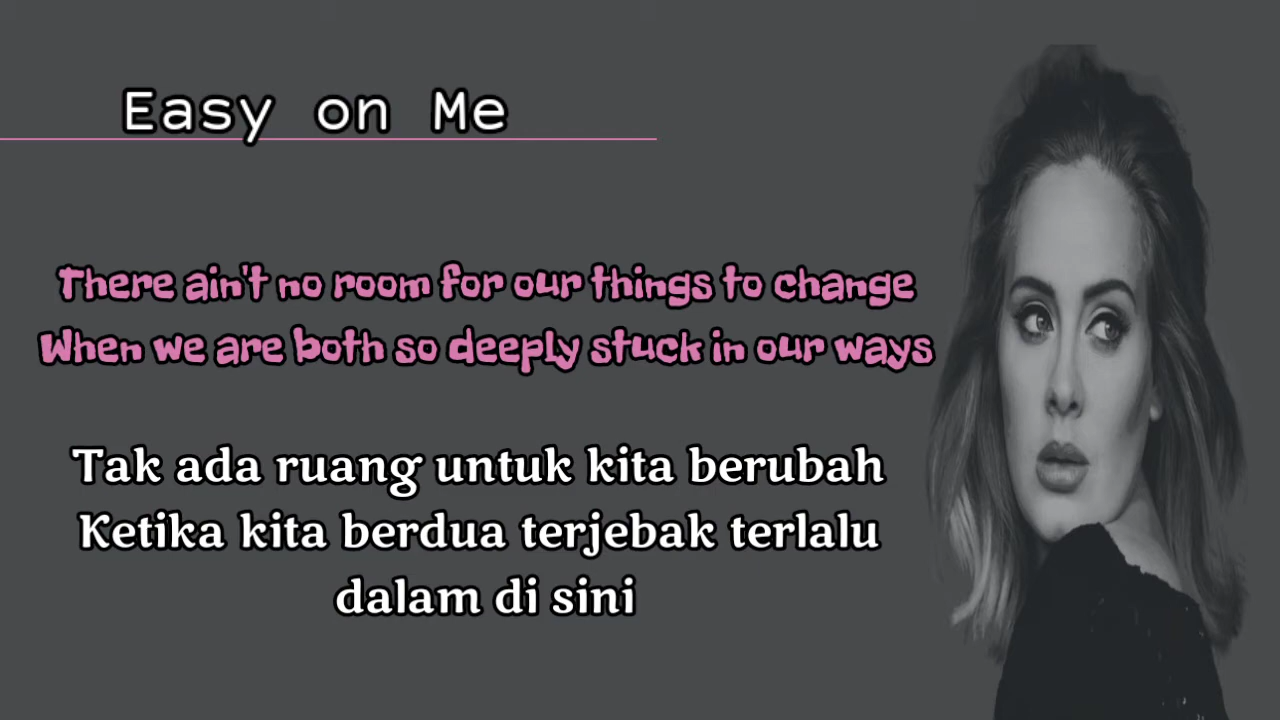 Easy on Me
There ain't no room for our things to change
When we are both so deeply stuck in our ways
Tak ada ruang untuk kita berubah
Ketika kita berdua terjebak terlalu
dalam di sini